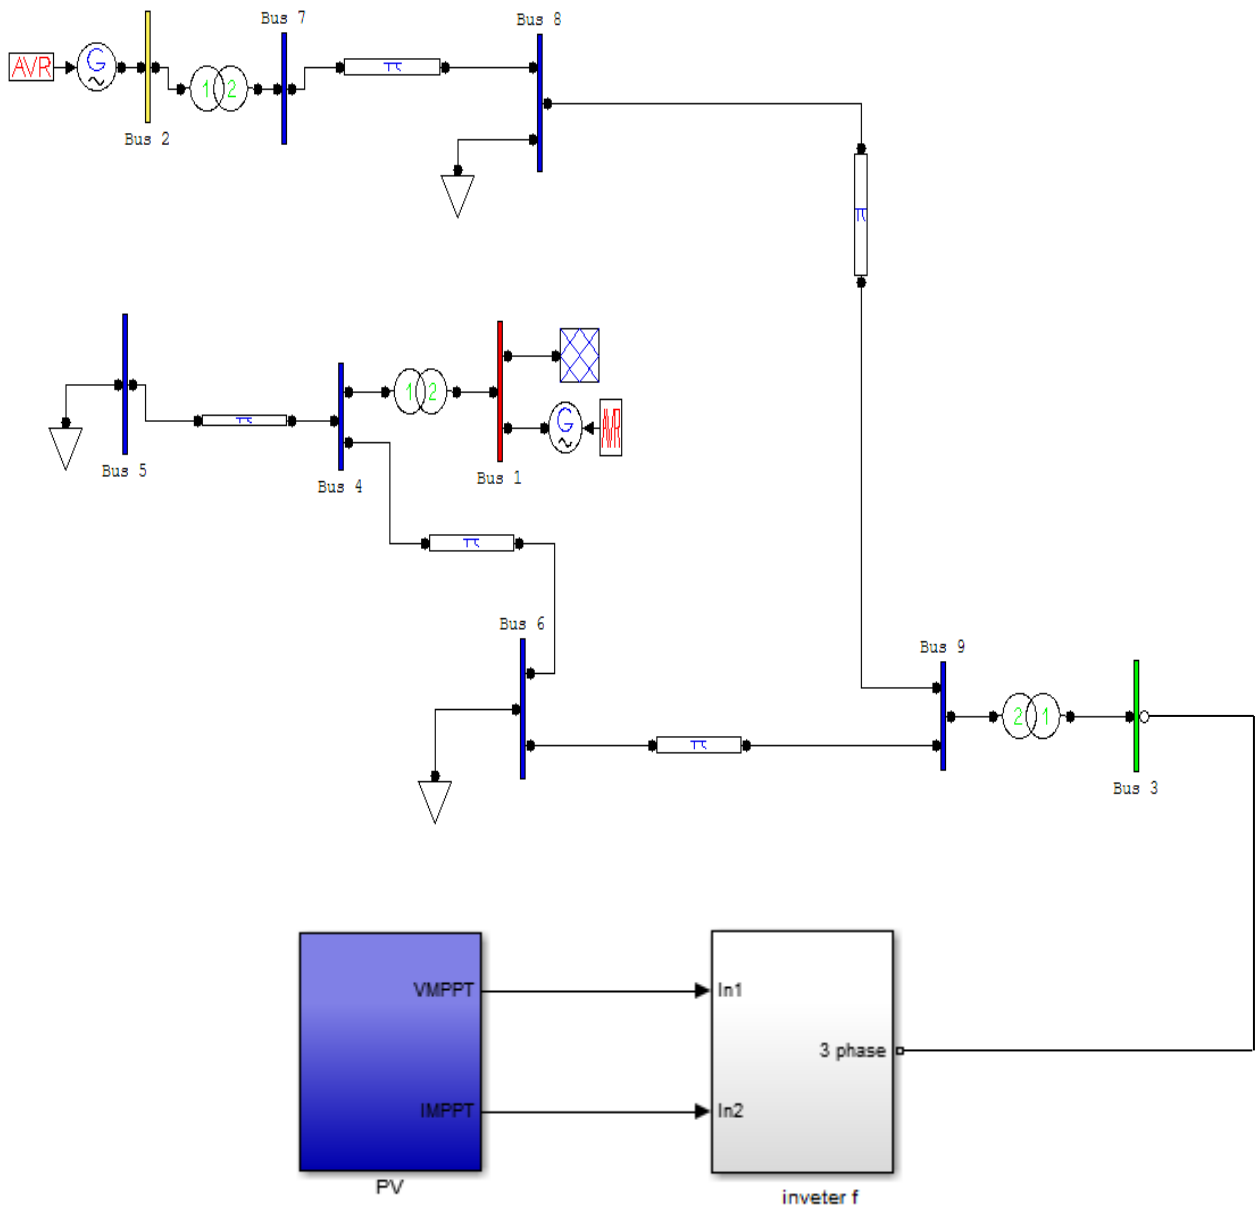 Bus 7
Bus 8
AVR
G
~
1 2
π
Bus 2
π
1 2
G
~
AVR
π
Bus 5
Bus 4
Bus 1
π
Bus 6
Bus 9
2 1
π
Bus 3
VMPPT
In1
3 phase
IMPPT
In2
PV
inveter f